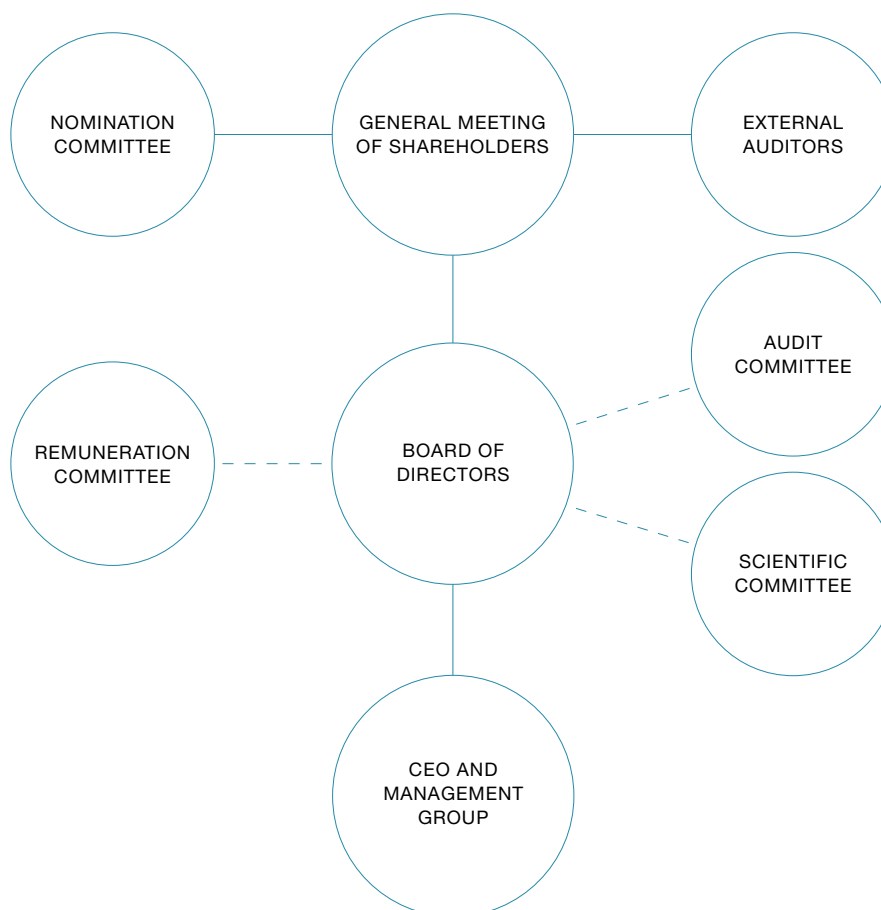 NOMINATION
COMMITTEE
GENERAL MEETING
OF SHAREHOLDERS
EXTERNAL
AUDITORS
AUDIT
COMMITTEE
REMUNERATION
COMMITTEE
BOARD OF
DIRECTORS
SCIENTIFIC
COMMITTEE
CEO AND
MANAGEMENT
GROUP